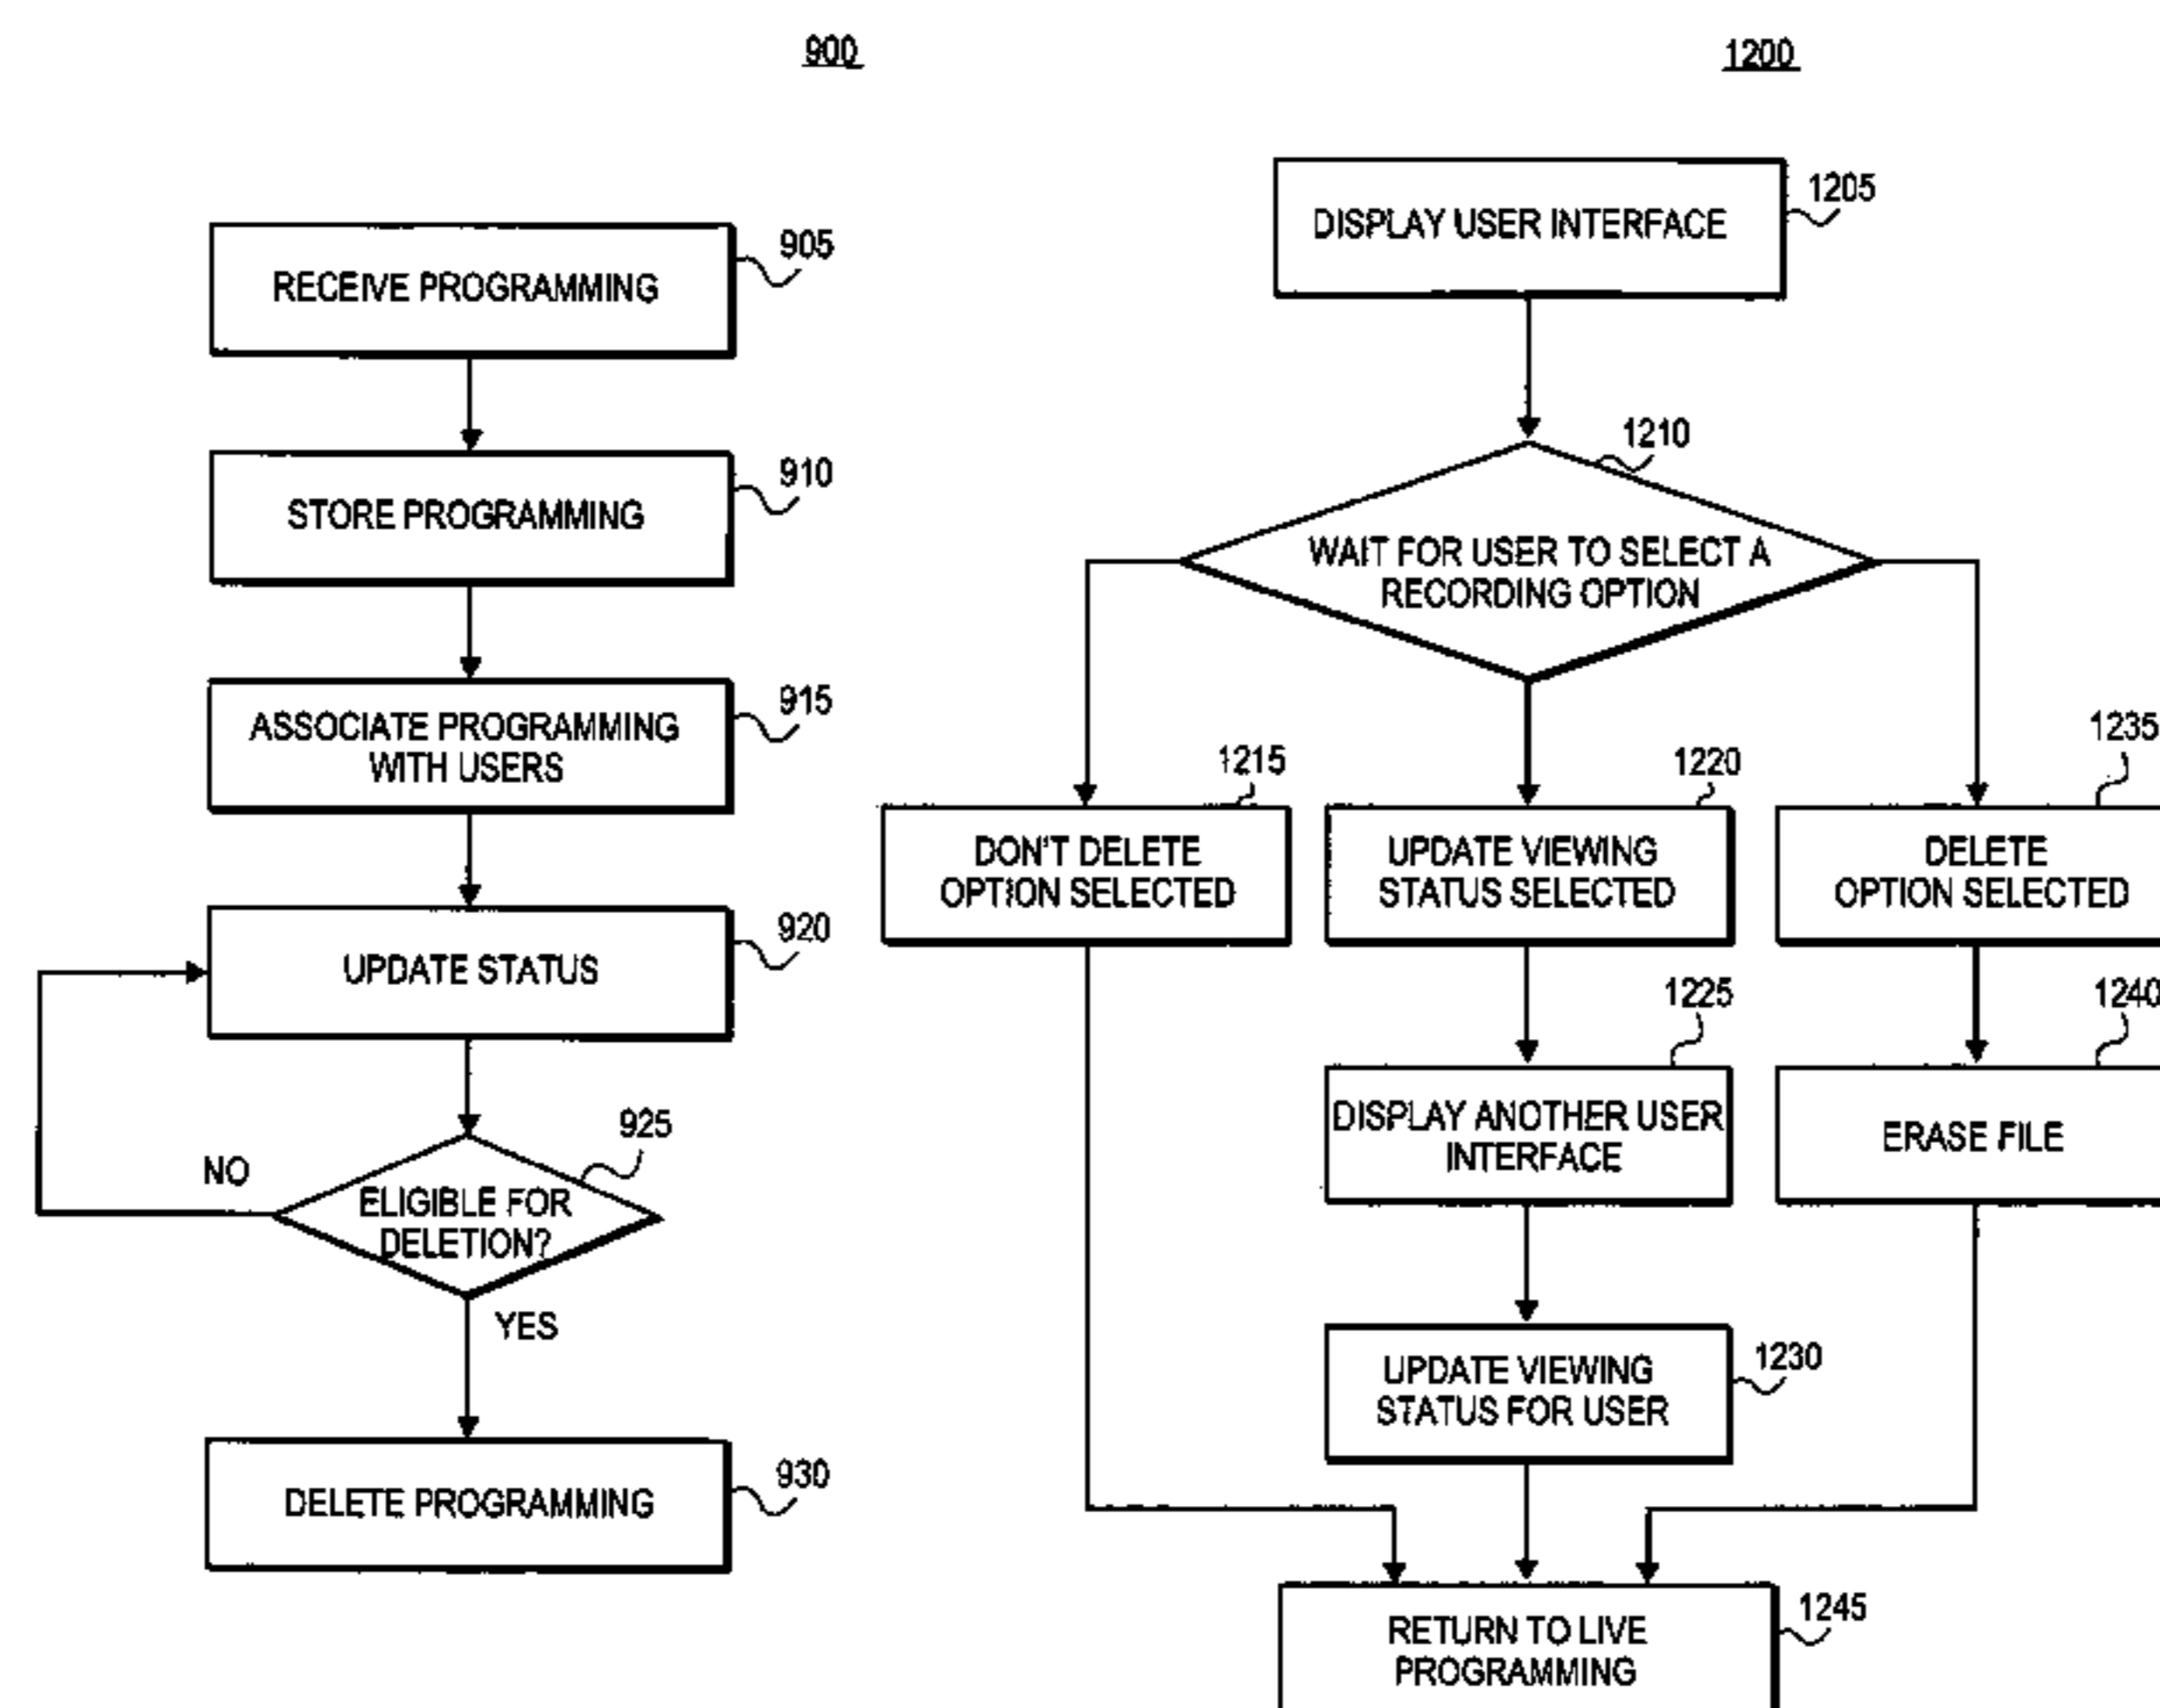 900
RECEIVE PROGRAMMING
905
STORE PROGRAMMING
910
ASSOCIATE PROGRAMMING
WITH USERS
915
UPDATE STATUS
920
NO
925
ELIGIBLE FOR
DELETION?
YES
DELETE PROGRAMMING
930
1200
DISPLAY USER INTERFACE
1205
1210
WAIT FOR USER TO SELECT A
RECORDING OPTION
1215
DON'T DELETE
OPTION SELECTED
1220
UPDATE VIEWING
STATUS SELECTED
1225
DISPLAY ANOTHER USER
INTERFACE
UPDATE VIEWING
STATUS FOR USER
1230
1235
DELETE
OPTION SELECTED
1240
ERASE FILE
RETURN TO LIVE
PROGRAMMING
1245